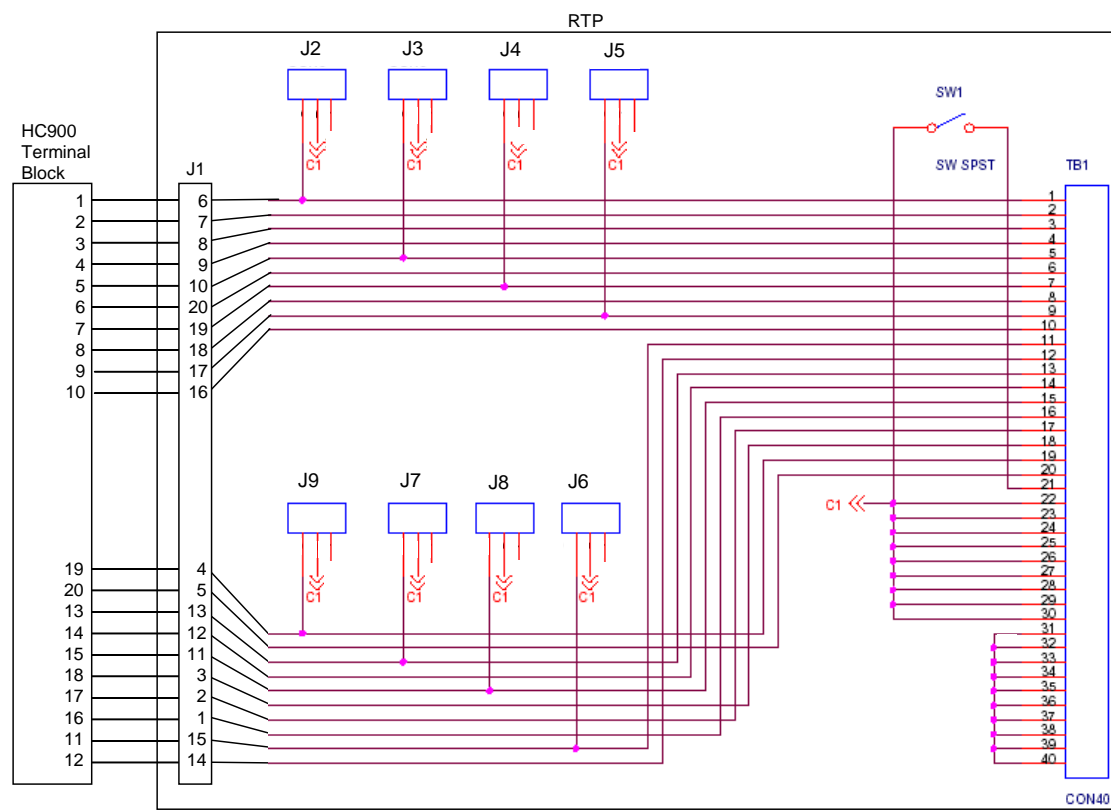 RTP
J2 J3 J4 J5
SW1
HC900
Terminal
Block
J1
C1 C1 C1 C1
SW SPST
TB1
1 6 1
2 7 2
3 8 3
4 9 4
5 10 5
6 20 6
7 19 7
8 18 8
9 17 9
10 16 10
11
12
13
14
15
16
17
18
19
20
21
22
23
24
25
26
27
28
29
30
31
32
33
34
35
36
37
38
39
40
C1
J9 J7 J8 J6
C1 C1 C1 C1
19 4
20 5
13 13
14 12
15 11
18 3
17 2
16 1
11 15
12 14
CON40